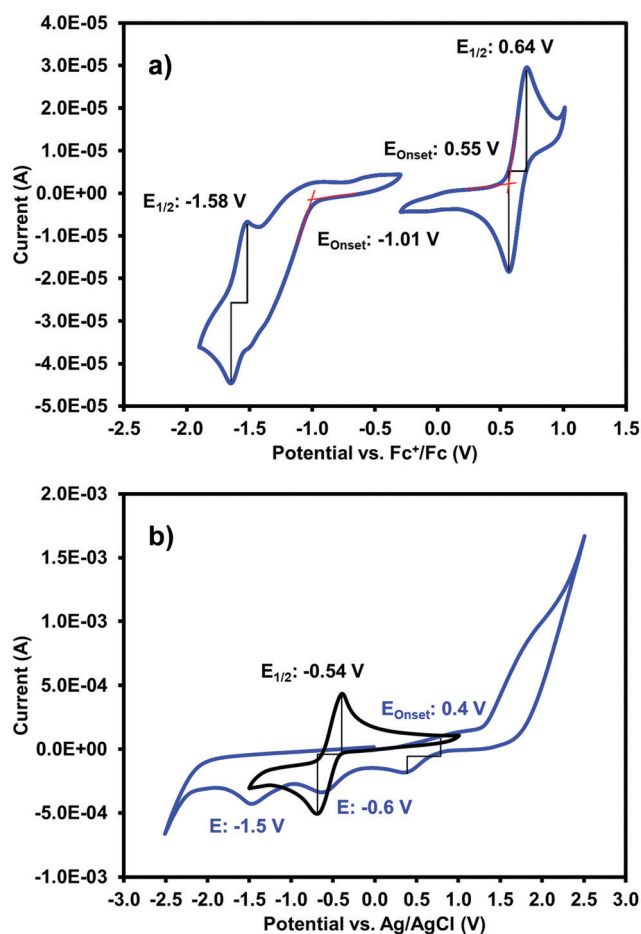 a)
E1/2: 0.64 V
EOnset: 0.55 V
E1/2: -1.58 V
EOnset: -1.01 V
Current (A)
5.0E-05
4.0E-05
3.0E-05
2.0E-05
1.0E-05
0.0E+00
-1.0E-05
-2.0E-05
-3.0E-05
-4.0E-05
-5.0E-05
-2.5 -2.0 -1.5 -1.0 -0.5 0.0 0.5 1.0 1.5
Potential vs. Fc+/Fc (V)
b)
E1/2: -0.54 V
EOnset: 0.4 V
E: -1.5 V
E: -0.6 V
Current (A)
2.0E-03
1.5E-03
1.0E-03
5.0E-04
0.0E+00
-5.0E-04
-1.0E-03
-3.0 -2.5 -2.0 -1.5 -1.0 -0.5 0.0 0.5 1.0 1.5 2.0 2.5 3.0
Potential vs. Ag/AgCl (V)